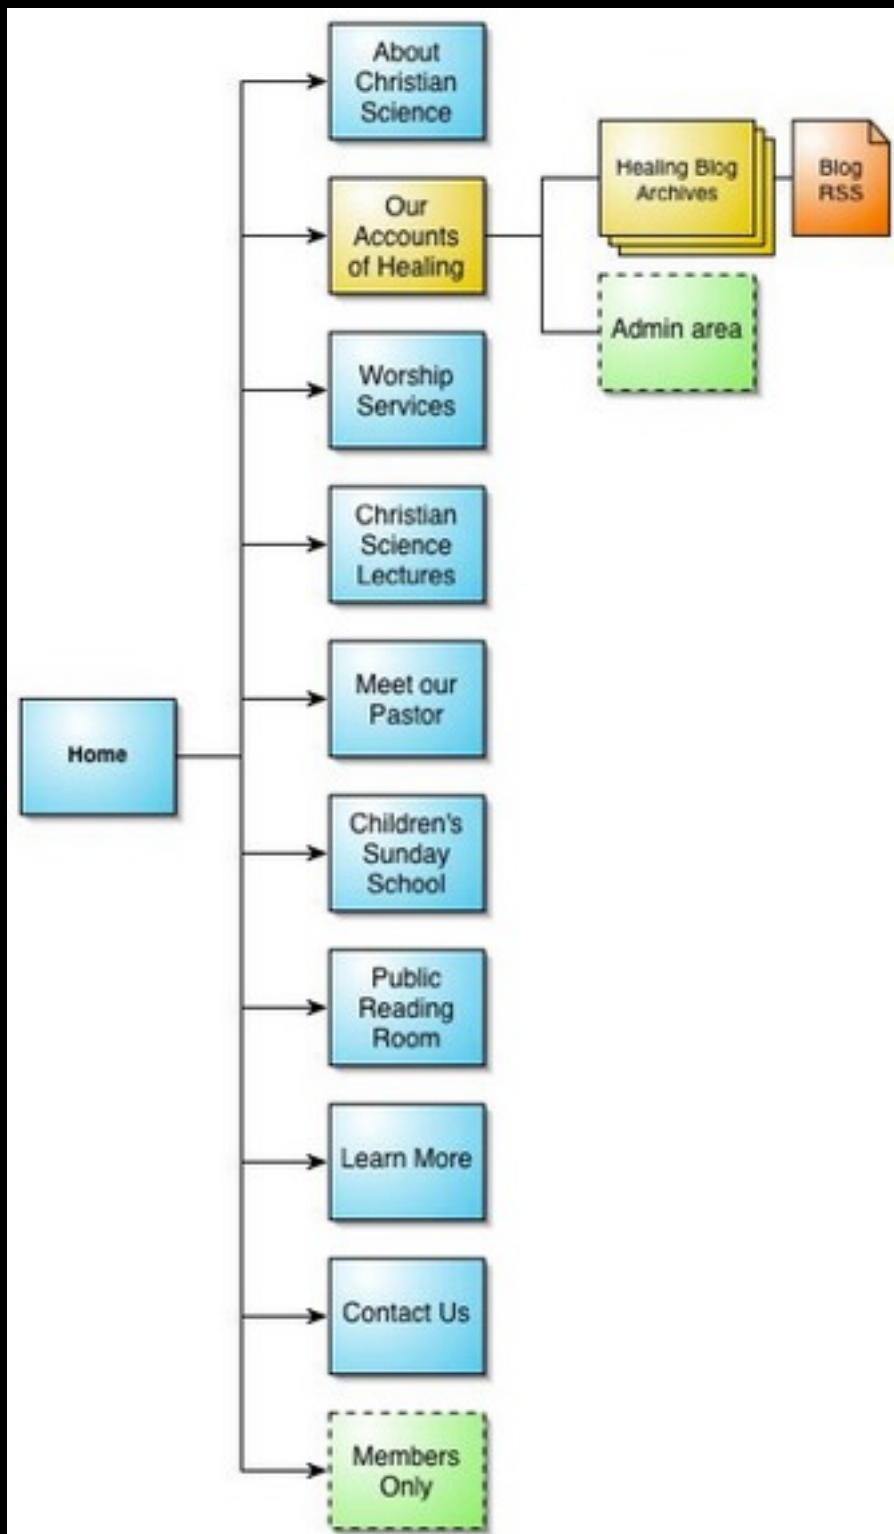 About
Christian
Science
Our
Accounts
of Healing
Healing Blog
Archives
Blog
RSS
Admin area
Worship
Services
Christian
Science
Lectures
Meet our
Pastor
Home
Children's
Sunday
School
Public
Reading
Room
Learn More
Contact Us
Members
Only